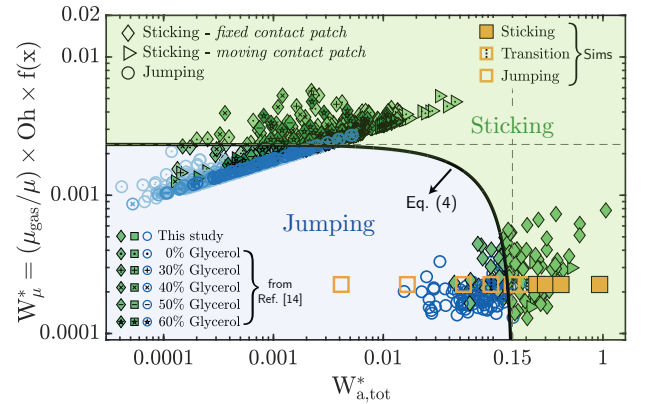 0.02
Sticking - fixed contact patch
Sticking - moving contact patch
Jumping
Sticking
Transition
Jumping
Sims
Sticking
0.001
Eq. (4)
Jumping
This study
0% Glycerol
30% Glycerol
40% Glycerol
50% Glycerol
60% Glycerol
from
Ref. [14]
0.0001
0.0001
0.001
0.01
0.15
1
W*a,tot
W*μ = (μgas/μ) × Oh × f(x)